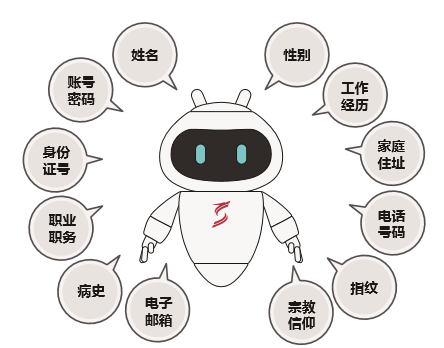 姓名
性别
账号
密码
工作
经历
身份
证号
家庭
住址
职业
职务
电话
号码
病史
指纹
电子
邮箱
宗教
信仰